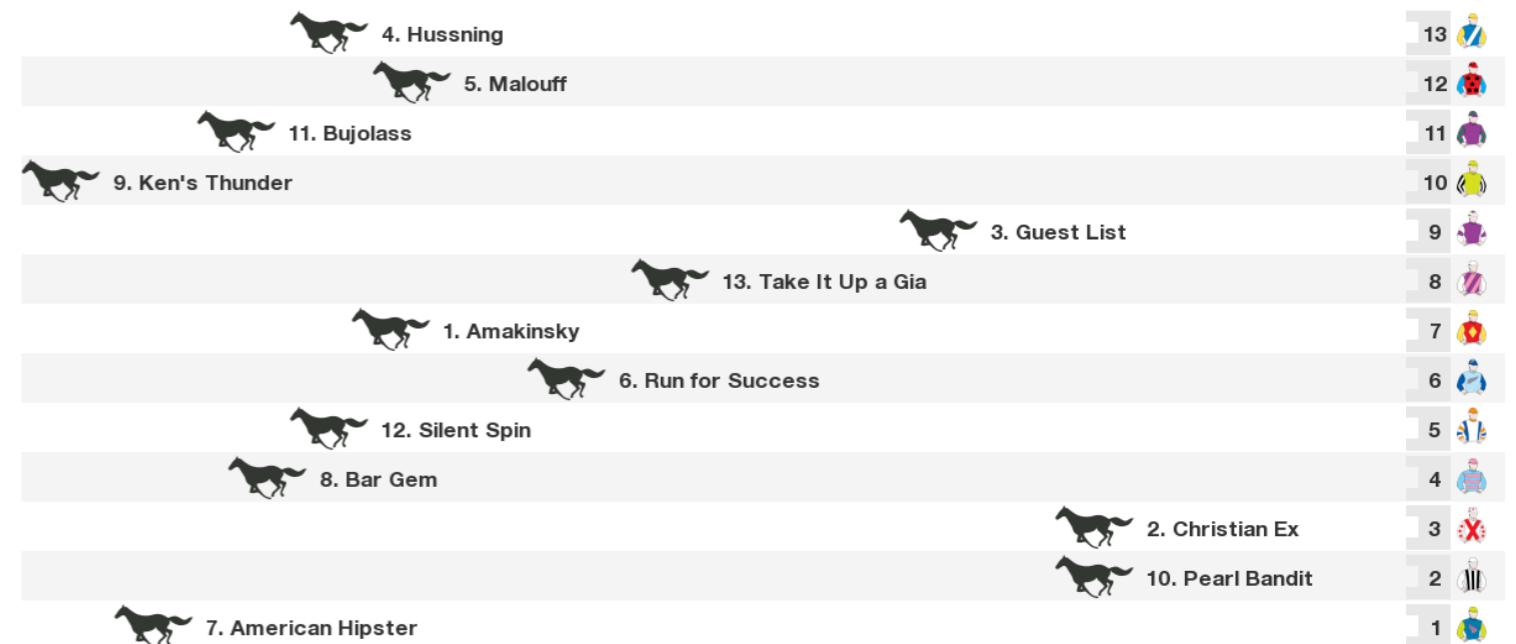 4. Hussning 13
5. Malouff 12
11. Bujolass 11
9. Ken's Thunder 10
3. Guest List 9
13. Take It Up a Gia 8
1. Amakinsky 7
6. Run for Success 6
12. Silent Spin 5
8. Bar Gem 4
2. Christian Ex 3
10. Pearl Bandit 2
7. American Hipster 1